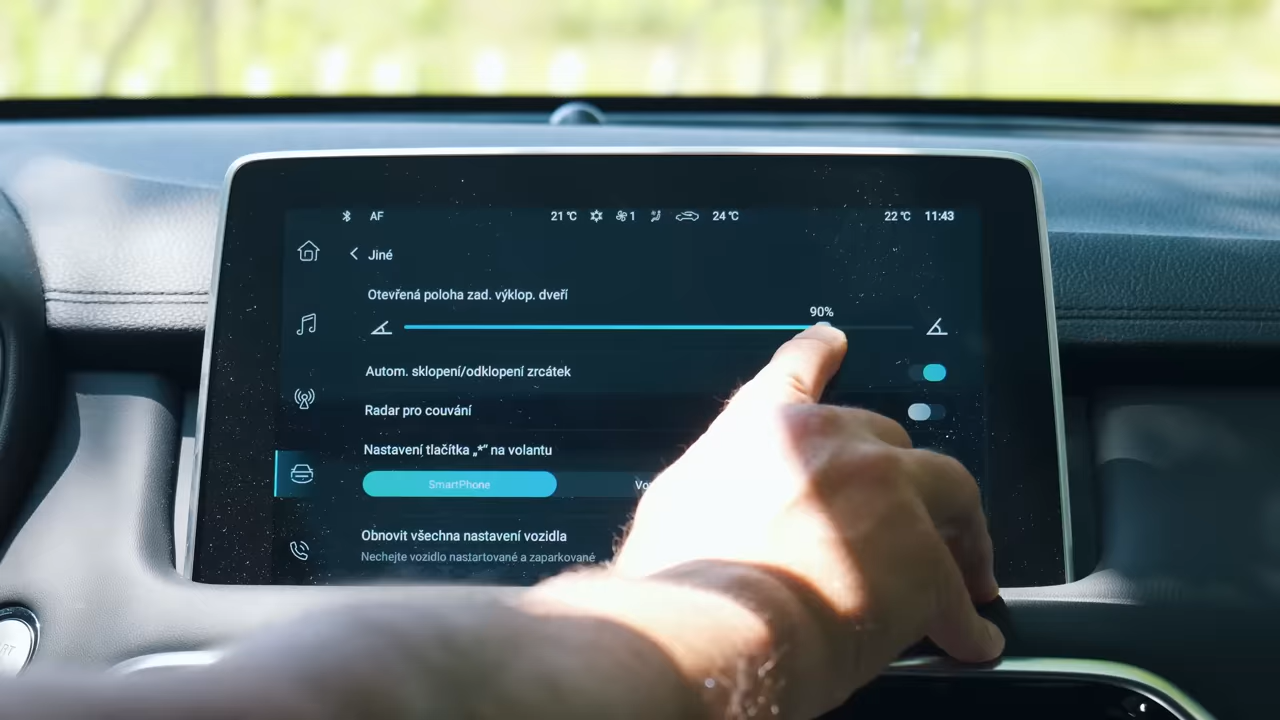 AF 21 °C 1 24 °C 22 °C 11:43
Jiné
Otevřená poloha zad. výklop. dveří
90%
Autom. sklopení/odklopení zrcátek
Radar pro couvání
Nastavení tlačítka „*“ na volantu
SmartPhone
Obnovit všechna nastavení vozidla
Nechejte vozidlo nastartované a zaparkované